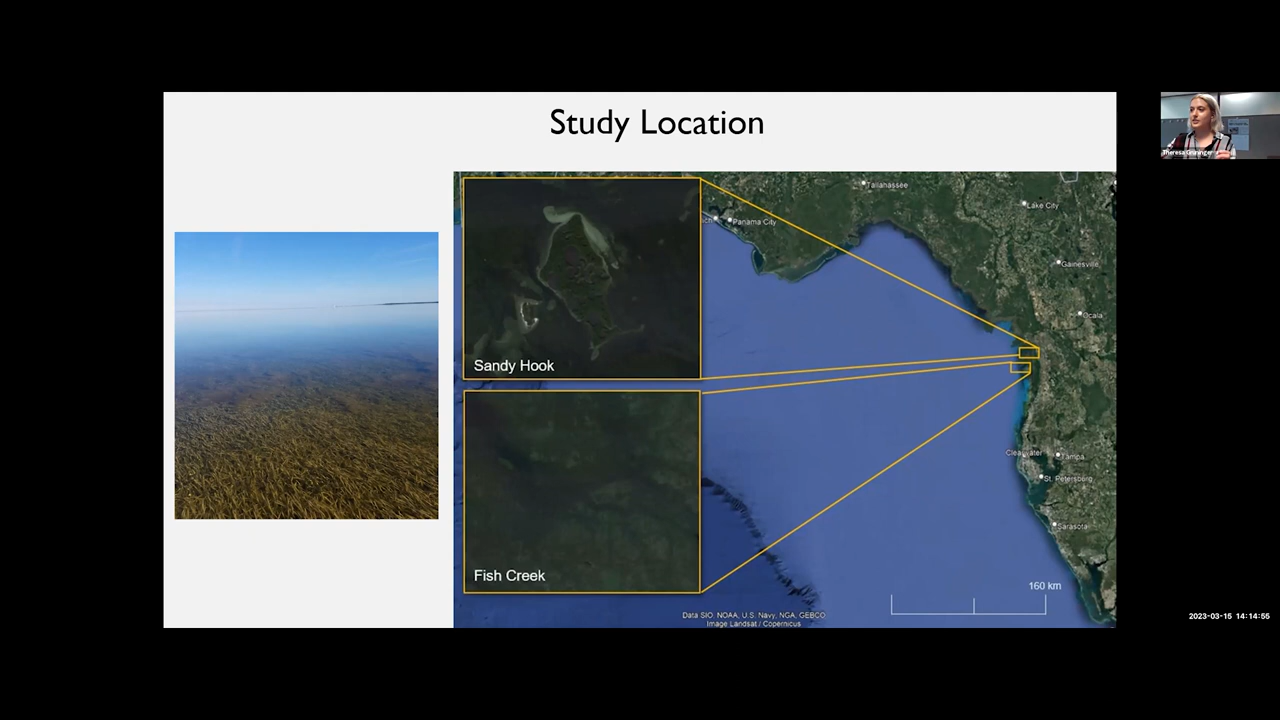 Study Location
Tallahassee
Lake City
Panama City
Gainesville
Ocala
Sandy Hook
Clearwater
Tampa
St. Petersburg
Sarasota
Fish Creek
160 km
Data SIO, NOAA, U.S. Navy, NGA, GEBCO
Image Landsat / Copernicus
2023-03-15 14:14:55